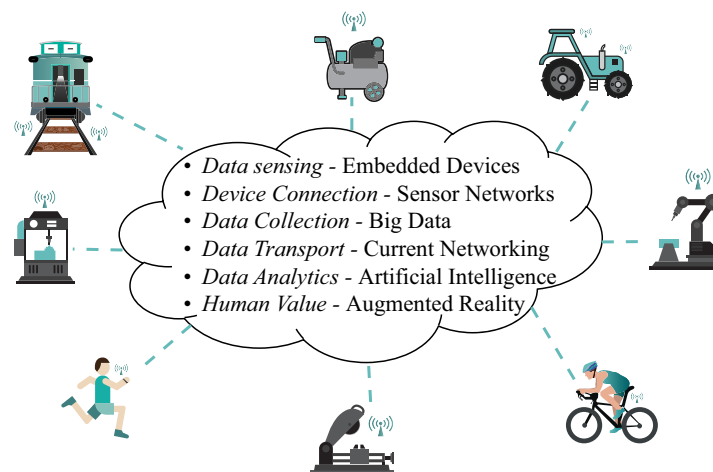 • Data sensing - Embedded Devices
• Device Connection - Sensor Networks
• Data Collection - Big Data
• Data Transport - Current Networking
• Data Analytics - Artificial Intelligence
• Human Value - Augmented Reality